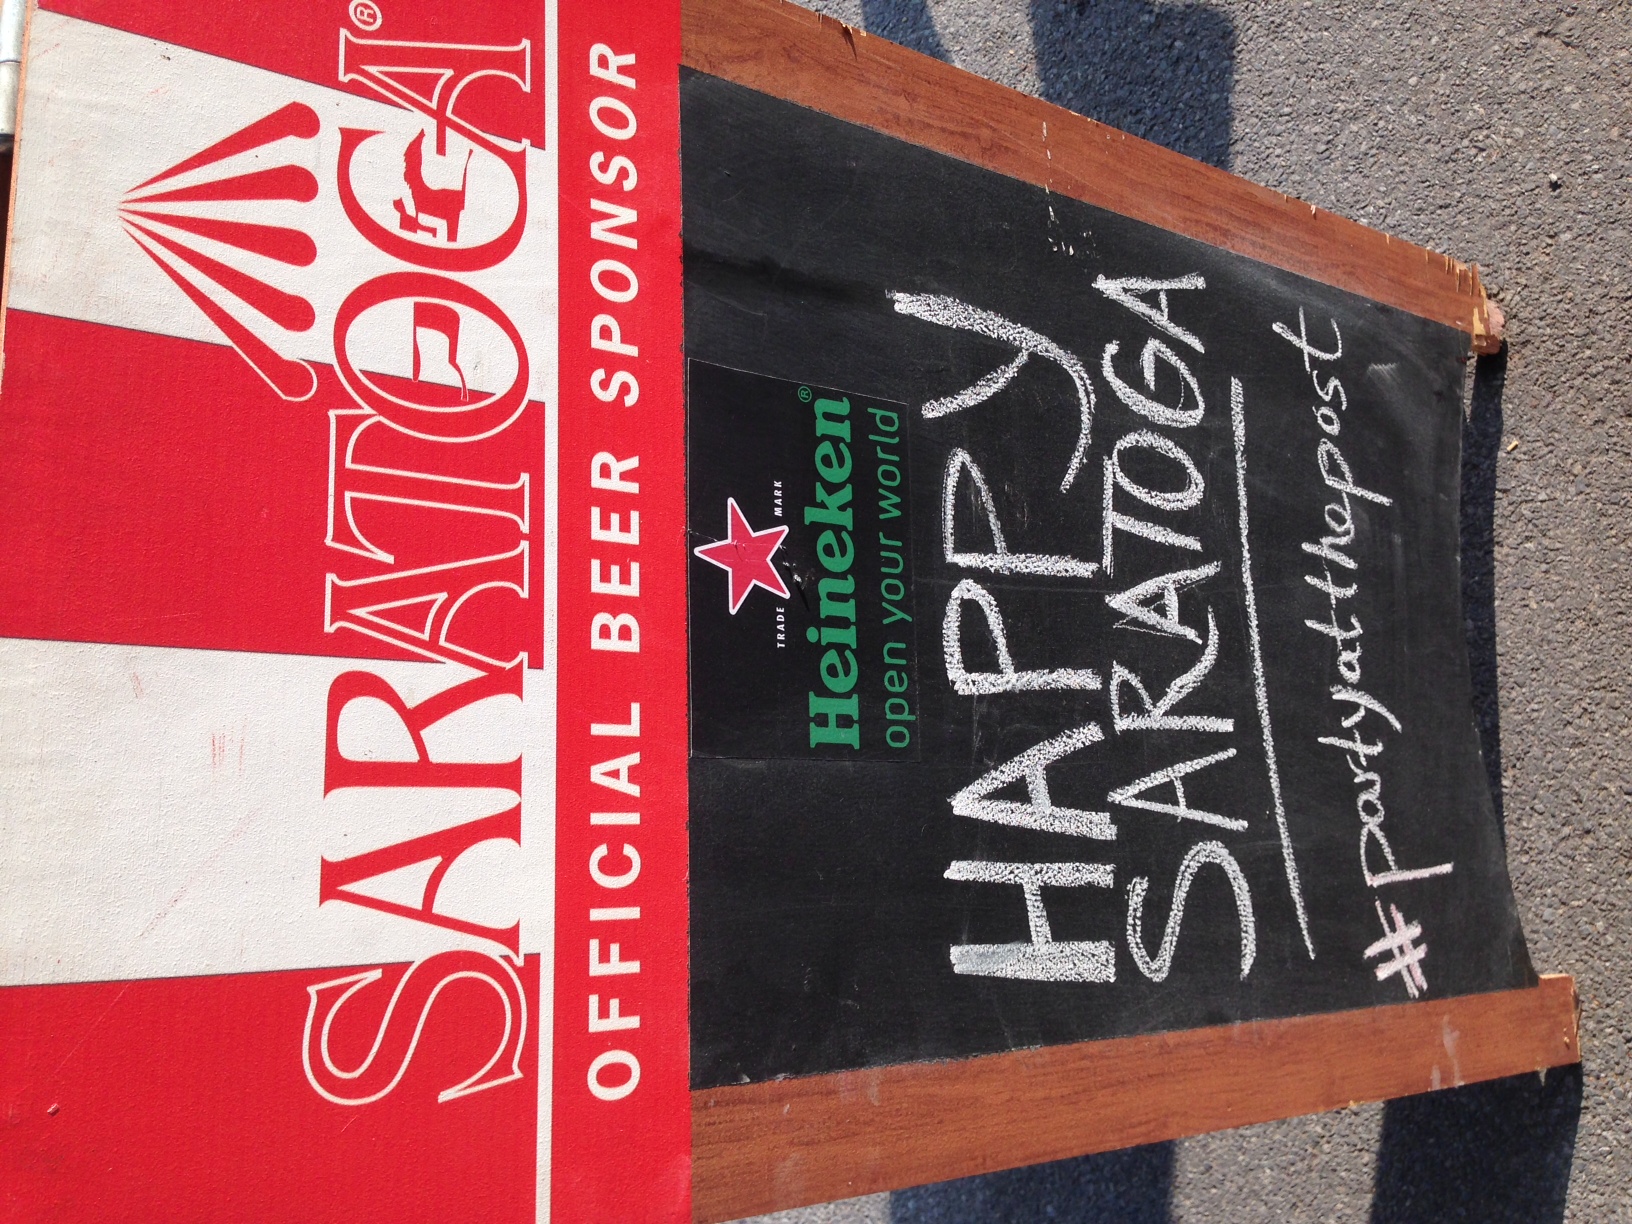 SARATOGA®
OFFICIAL BEER SPONSOR
TRADE MARK
Heineken®
open your world
HAPPY
SARATOGA
#partyatthepost